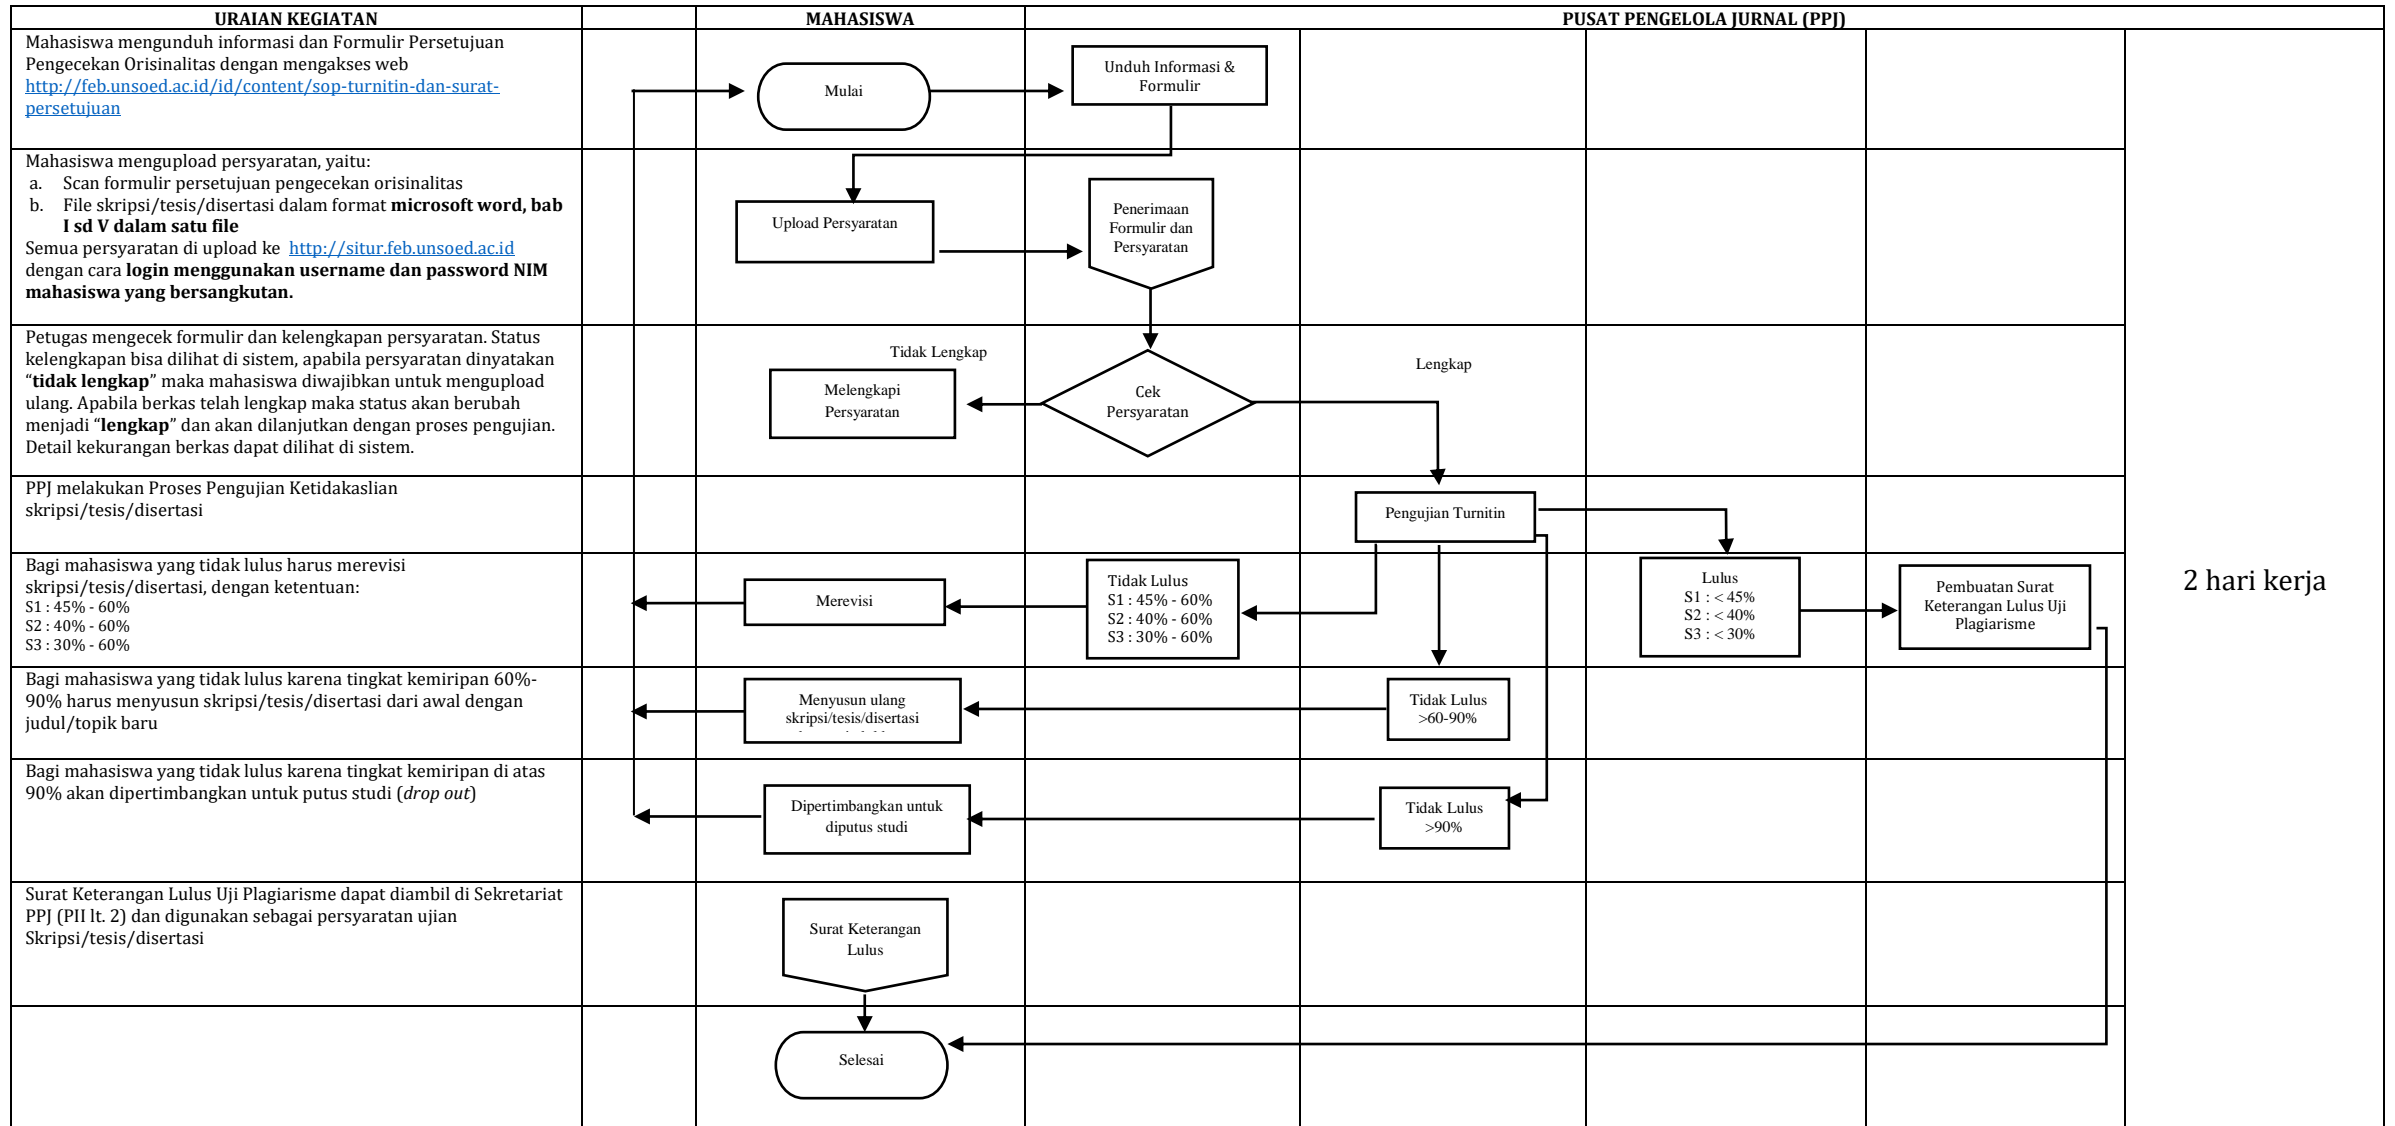 URAIAN KEGIATAN
MAHASISWA
PUSAT PENGELOLA JURNAL (PPJ)
Mahasiswa mengunduh informasi dan Formulir Persetujuan
Pengecekan Orisinalitas dengan mengakses web
http://feb.unsoed.ac.id/id/content/sop-turnitin-dan-surat-
persetujuan
Mulai
Unduh Informasi &
Formulir
Mahasiswa mengupload persyaratan, yaitu:
a. Scan formulir persetujuan pengecekan orisinalitas
b. File skripsi/tesis/disertasi dalam format microsoft word, bab
I sd V dalam satu file
Semua persyaratan di upload ke http://situr.feb.unsoed.ac.id
dengan cara login menggunakan username dan password NIM
mahasiswa yang bersangkutan.
Upload Persyaratan
Penerimaan
Formulir dan
Persyaratan
Petugas mengecek formulir dan kelengkapan persyaratan. Status
kelengkapan bisa dilihat di sistem, apabila persyaratan dinyatakan
“tidak lengkap” maka mahasiswa diwajibkan untuk mengupload
ulang. Apabila berkas telah lengkap maka status akan berubah
menjadi “lengkap” dan akan dilanjutkan dengan proses pengujian.
Detail kekurangan berkas dapat dilihat di sistem.
Tidak Lengkap
Melengkapi
Persyaratan
Cek
Persyaratan
Lengkap
PPJ melakukan Proses Pengujian Ketidakaslian
skripsi/tesis/disertasi
Pengujian Turnitin
Bagi mahasiswa yang tidak lulus harus merevisi
skripsi/tesis/disertasi, dengan ketentuan:
S1 : 45% - 60%
S2 : 40% - 60%
S3 : 30% - 60%
Merevisi
Tidak Lulus
S1 : 45% - 60%
S2 : 40% - 60%
S3 : 30% - 60%
Lulus
S1 : < 45%
S2 : < 40%
S3 : < 30%
Pembuatan Surat
Keterangan Lulus Uji
Plagiarisme
2 hari kerja
Bagi mahasiswa yang tidak lulus karena tingkat kemiripan 60%-
90% harus menyusun skripsi/tesis/disertasi dari awal dengan
judul/topik baru
Menyusun ulang
skripsi/tesis/disertasi
Tidak Lulus
>60-90%
Bagi mahasiswa yang tidak lulus karena tingkat kemiripan di atas
90% akan dipertimbangkan untuk putus studi (drop out)
Dipertimbangkan untuk
diputus studi
Tidak Lulus
>90%
Surat Keterangan Lulus Uji Plagiarisme dapat diambil di Sekretariat
PPJ (PII lt. 2) dan digunakan sebagai persyaratan ujian
Skripsi/tesis/disertasi
Surat Keterangan
Lulus
Selesai